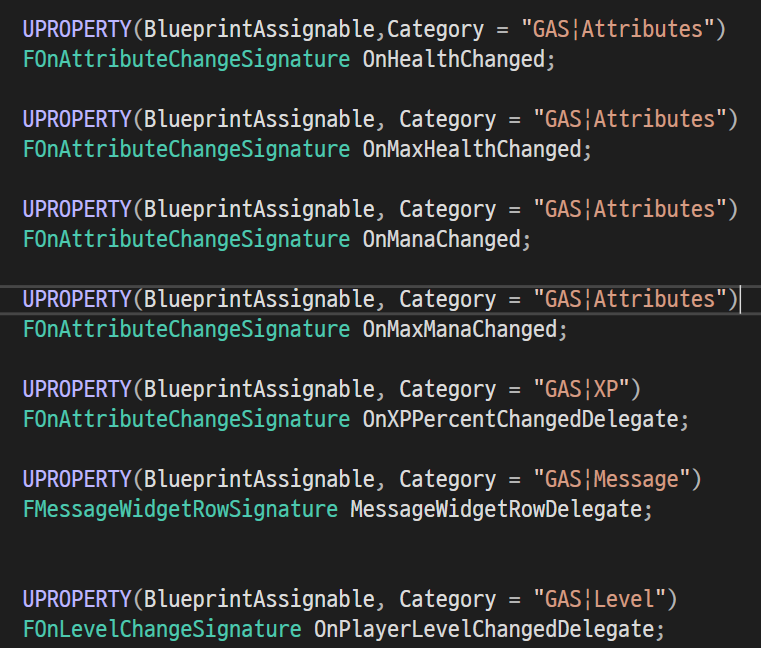 UPROPERTY(BlueprintAssignable,Category = "GAS|Attributes")
FOnAttributeChangeSignature OnHealthChanged;
UPROPERTY(BlueprintAssignable, Category = "GAS|Attributes")
FOnAttributeChangeSignature OnMaxHealthChanged;
UPROPERTY(BlueprintAssignable, Category = "GAS|Attributes")
FOnAttributeChangeSignature OnManaChanged;
UPROPERTY(BlueprintAssignable, Category = "GAS|Attributes")
FOnAttributeChangeSignature OnMaxManaChanged;
UPROPERTY(BlueprintAssignable, Category = "GAS|XP")
FOnAttributeChangeSignature OnXPPercentChangedDelegate;
UPROPERTY(BlueprintAssignable, Category = "GAS|Message")
FMessageWidgetRowSignature MessageWidgetRowDelegate;
UPROPERTY(BlueprintAssignable, Category = "GAS|Level")
FOnLevelChangeSignature OnPlayerLevelChangedDelegate;